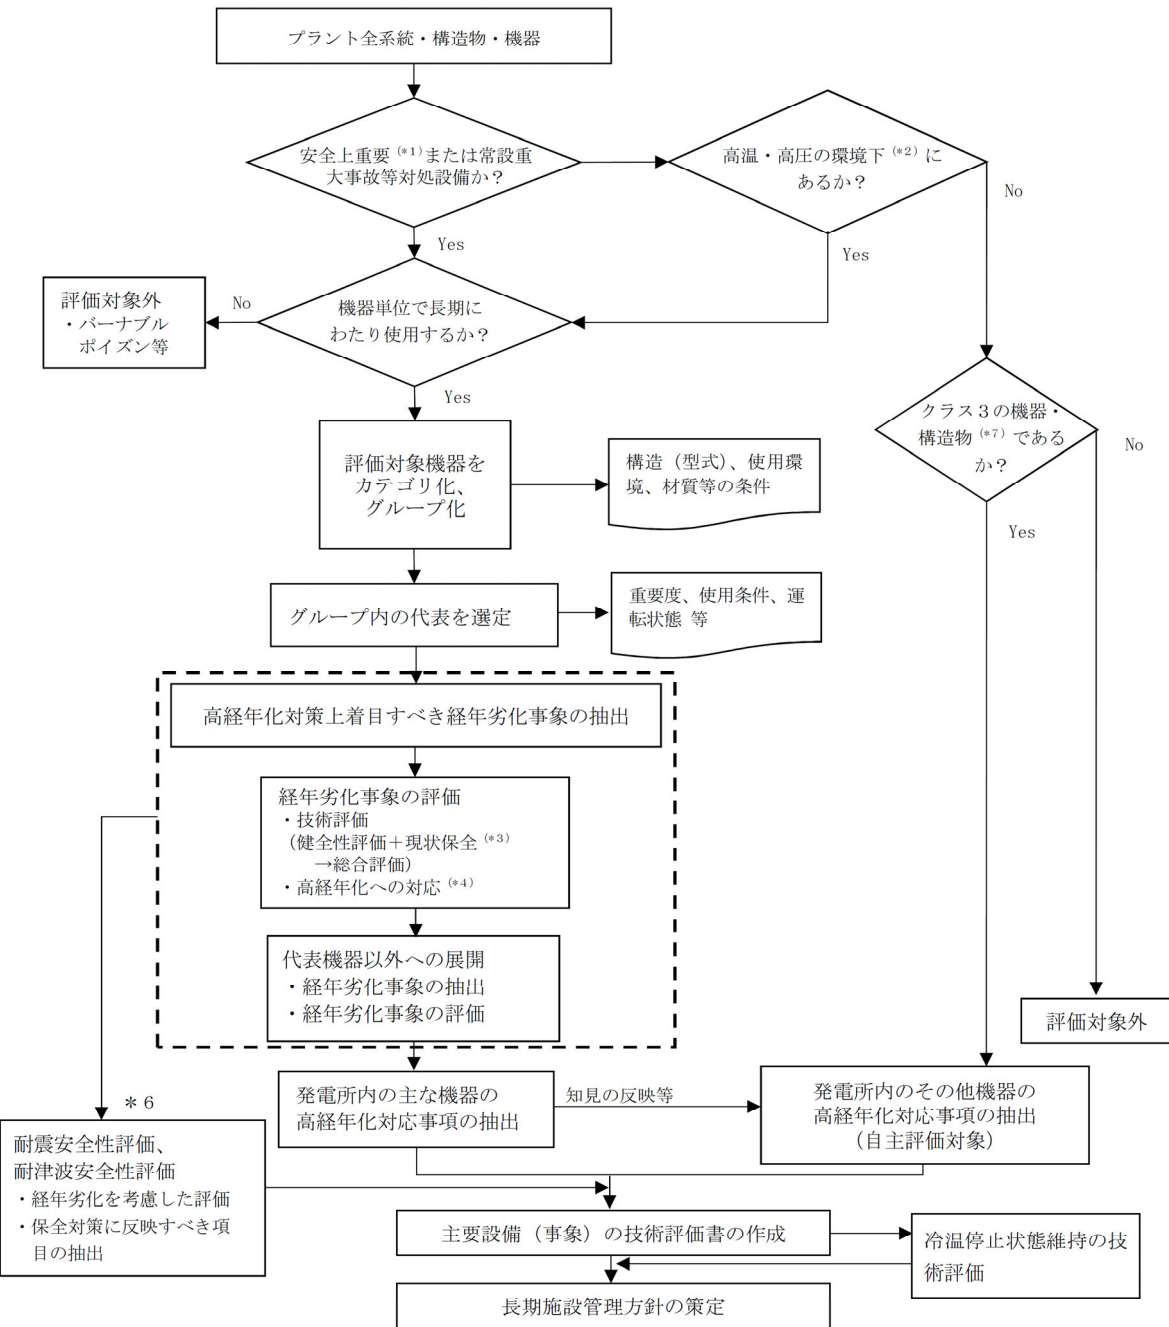 プラント全系統・構造物・機器
安全上重要(*1)または常設重
大事故等対処設備か?
高温・高圧の環境下(*2)に
あるか?
No
Yes
Yes
評価対象外
・バーナブル
ポイズン等
No
機器単位で長期に
わたり使用するか?
Yes
クラス3の機器・
構造物(*7)である
か?
No
Yes
評価対象機器を
カテゴリ化、
グループ化
構造(型式)、使用環
境、材質等の条件
グループ内の代表を選定
重要度、使用条件、運
転状態 等
高経年化対策上着目すべき経年劣化事象の抽出
経年劣化事象の評価
・技術評価
(健全性評価+現状保全(*3)
→総合評価)
・高経年化への対応(*4)
代表機器以外への展開
・経年劣化事象の抽出
・経年劣化事象の評価
評価対象外
発電所内の主な機器の
高経年化対応事項の抽出
知見の反映等
発電所内のその他機器の
高経年化対応事項の抽出
(自主評価対象)
*6
耐震安全性評価、
耐津波安全性評価
・経年劣化を考慮した評価
・保全対策に反映すべき項
目の抽出
主要設備(事象)の技術評価書の作成
冷温停止状態維持の技
術評価
長期施設管理方針の策定